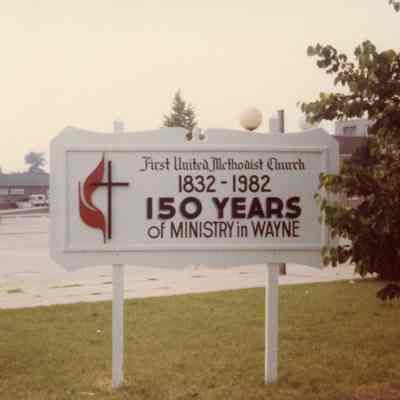 First United Methodist Church
1832 - 1982
150 YEARS
of MINISTRY in WAYNE